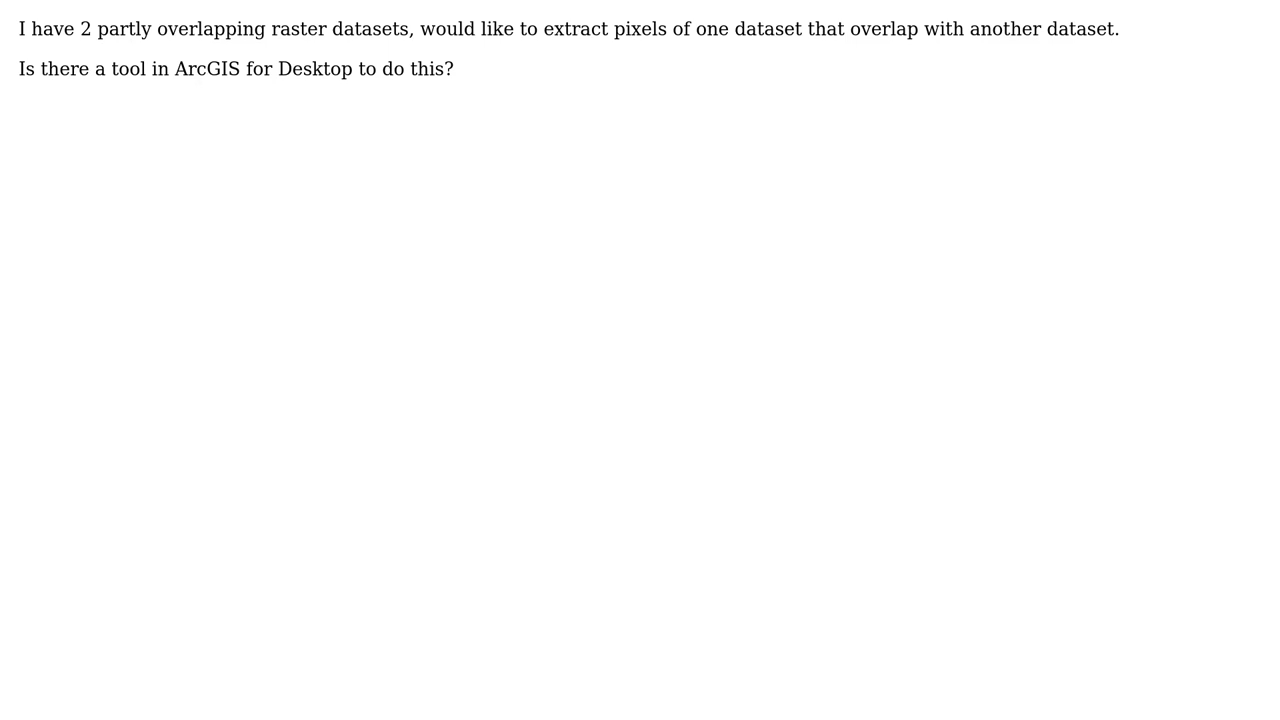 I have 2 partly overlapping raster datasets, would like to extract pixels of one dataset that overlap with another dataset.
Is there a tool in ArcGIS for Desktop to do this?